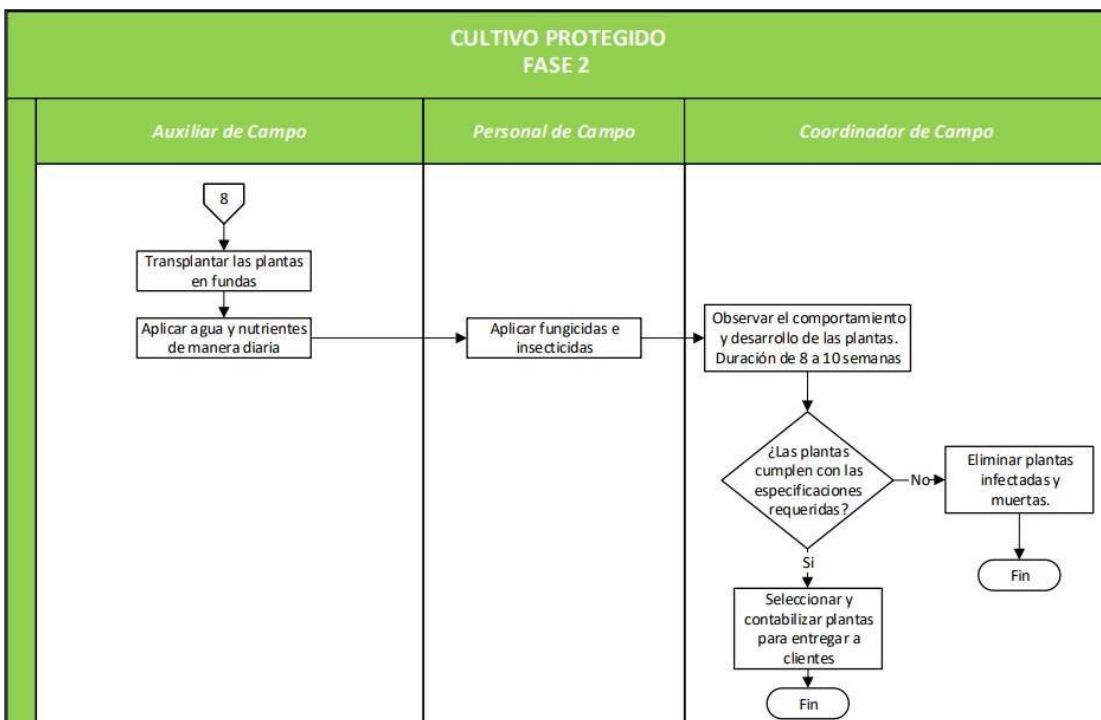 CULTIVO PROTEGIDO
FASE 2
Auxiliar de Campo
Personal de Campo
Coordinador de Campo
8
Transplantar las plantas
en fundas
Aplicar agua y nutrientes
de manera diaria
Aplicar fungicidas e
insecticidas
Observar el comportamiento
y desarrollo de las plantas.
Duración de 8 a 10 semanas
¿Las plantas
cumplen con las
especificaciones
requeridas?
No
Eliminar plantas
infectadas y
muertas.
Fin
Si
Seleccionar y
contabilizar plantas
para entregar a
clientes
Fin